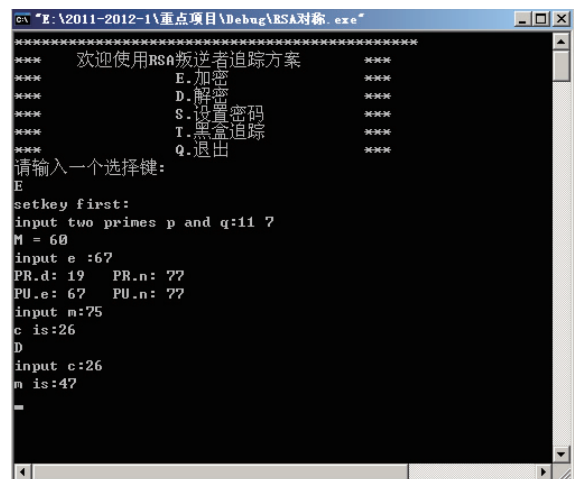 "E:\2011-2012-1\重点项目\Debug\RSA对称.exe"
******************************************
*** 欢迎使用RSA叛逆者追踪方案 ***
*** E.加密 ***
*** D.解密 ***
*** S.设置密码 ***
*** T.黑盒追踪 ***
*** Q.退出 ***
请输入一个选择键:
E
setkey first:
input two primes p and q:11 7
M = 60
input e :67
PR.d: 19 PR.n: 77
PU.e: 67 PU.n: 77
input m:75
c is:26
D
input c:26
m is:47